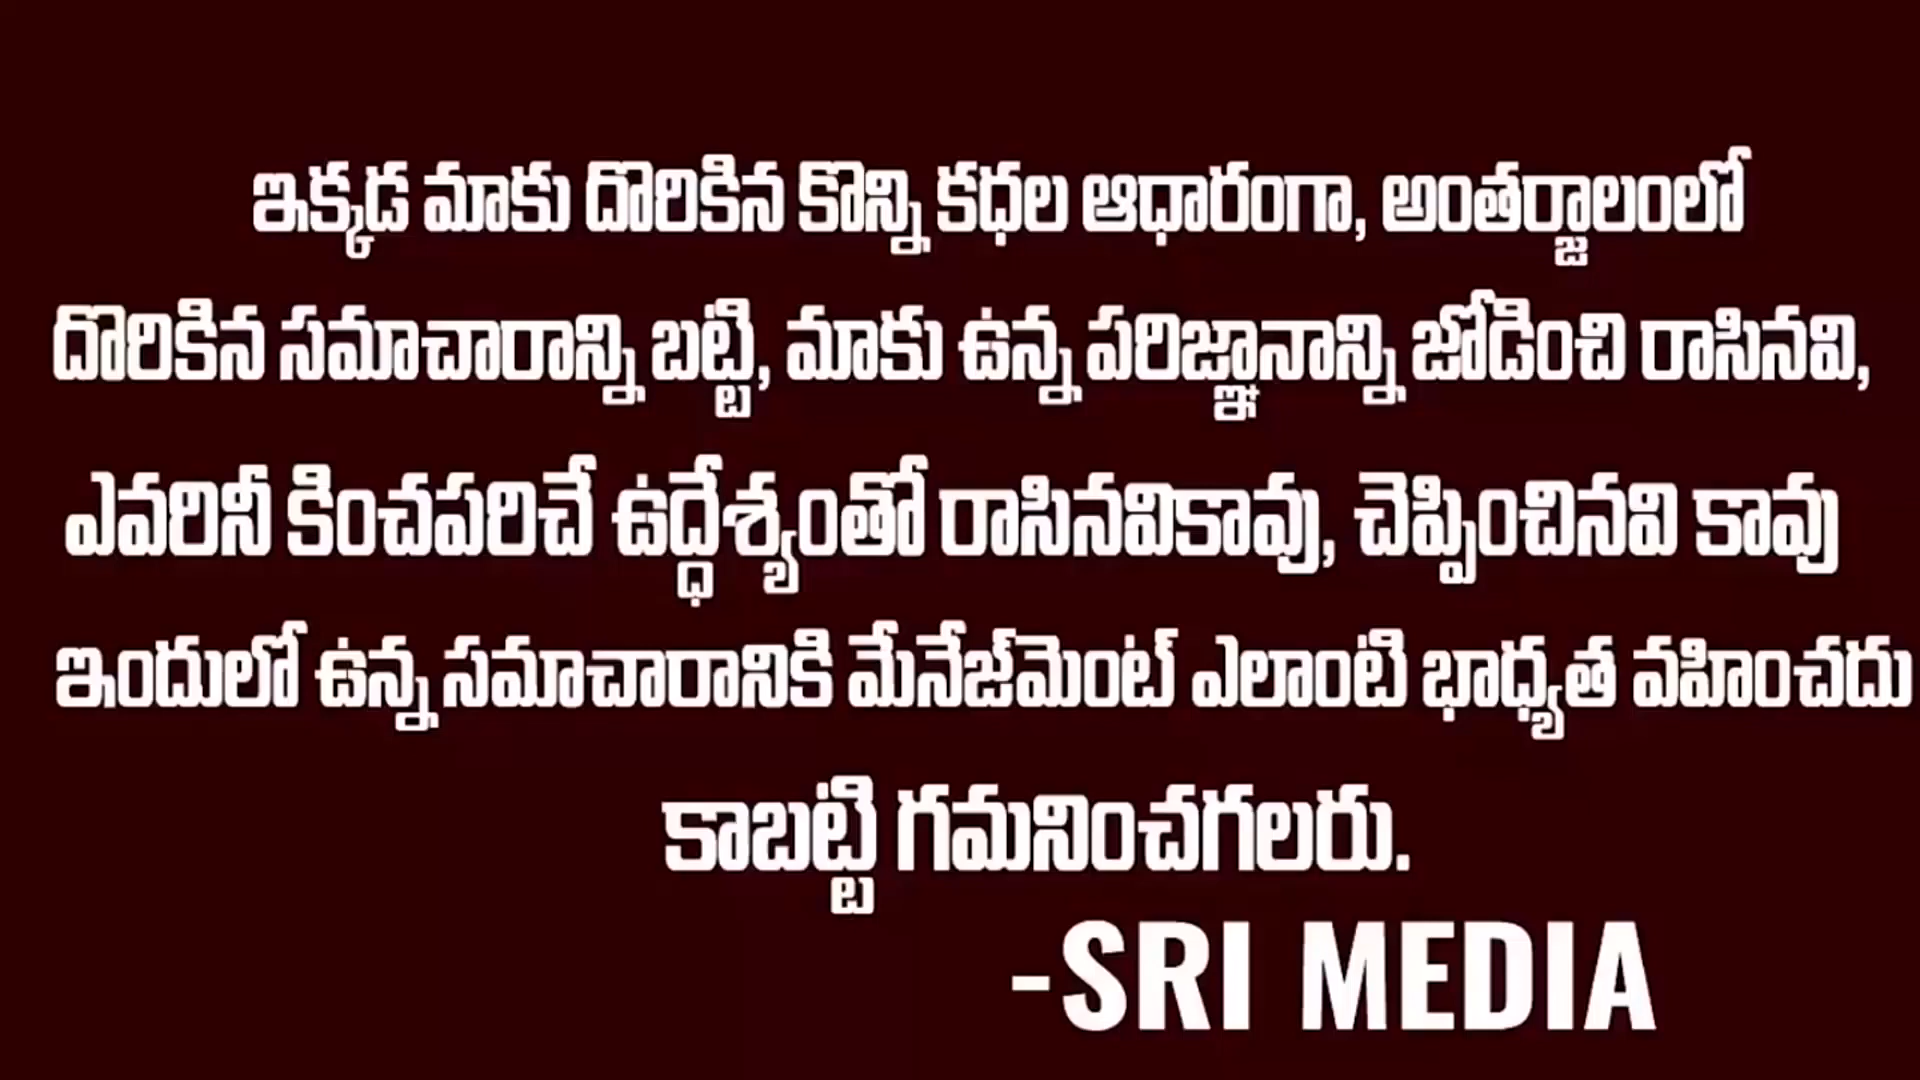 ఇక్కడ మాకు దొరికిన కొన్ని కధల ఆధారంగా, అంతర్జాలంలో
దొరికిన సమాచారాన్ని బట్టి, మాకు ఉన్న పరిజ్ఞానాన్ని జోడించి రాసినవి,
ఎవరినీ కించపరిచే ఉద్ధేశ్యంతో రాసినవికావు, చెప్పించినవి కావు
ఇందులో ఉన్న సమాచారానికి మేనేజ్‌మెంట్ ఎలాంటి భాధ్యత వహించదు
కాబట్టి గమనించగలరు.
-SRI MEDIA